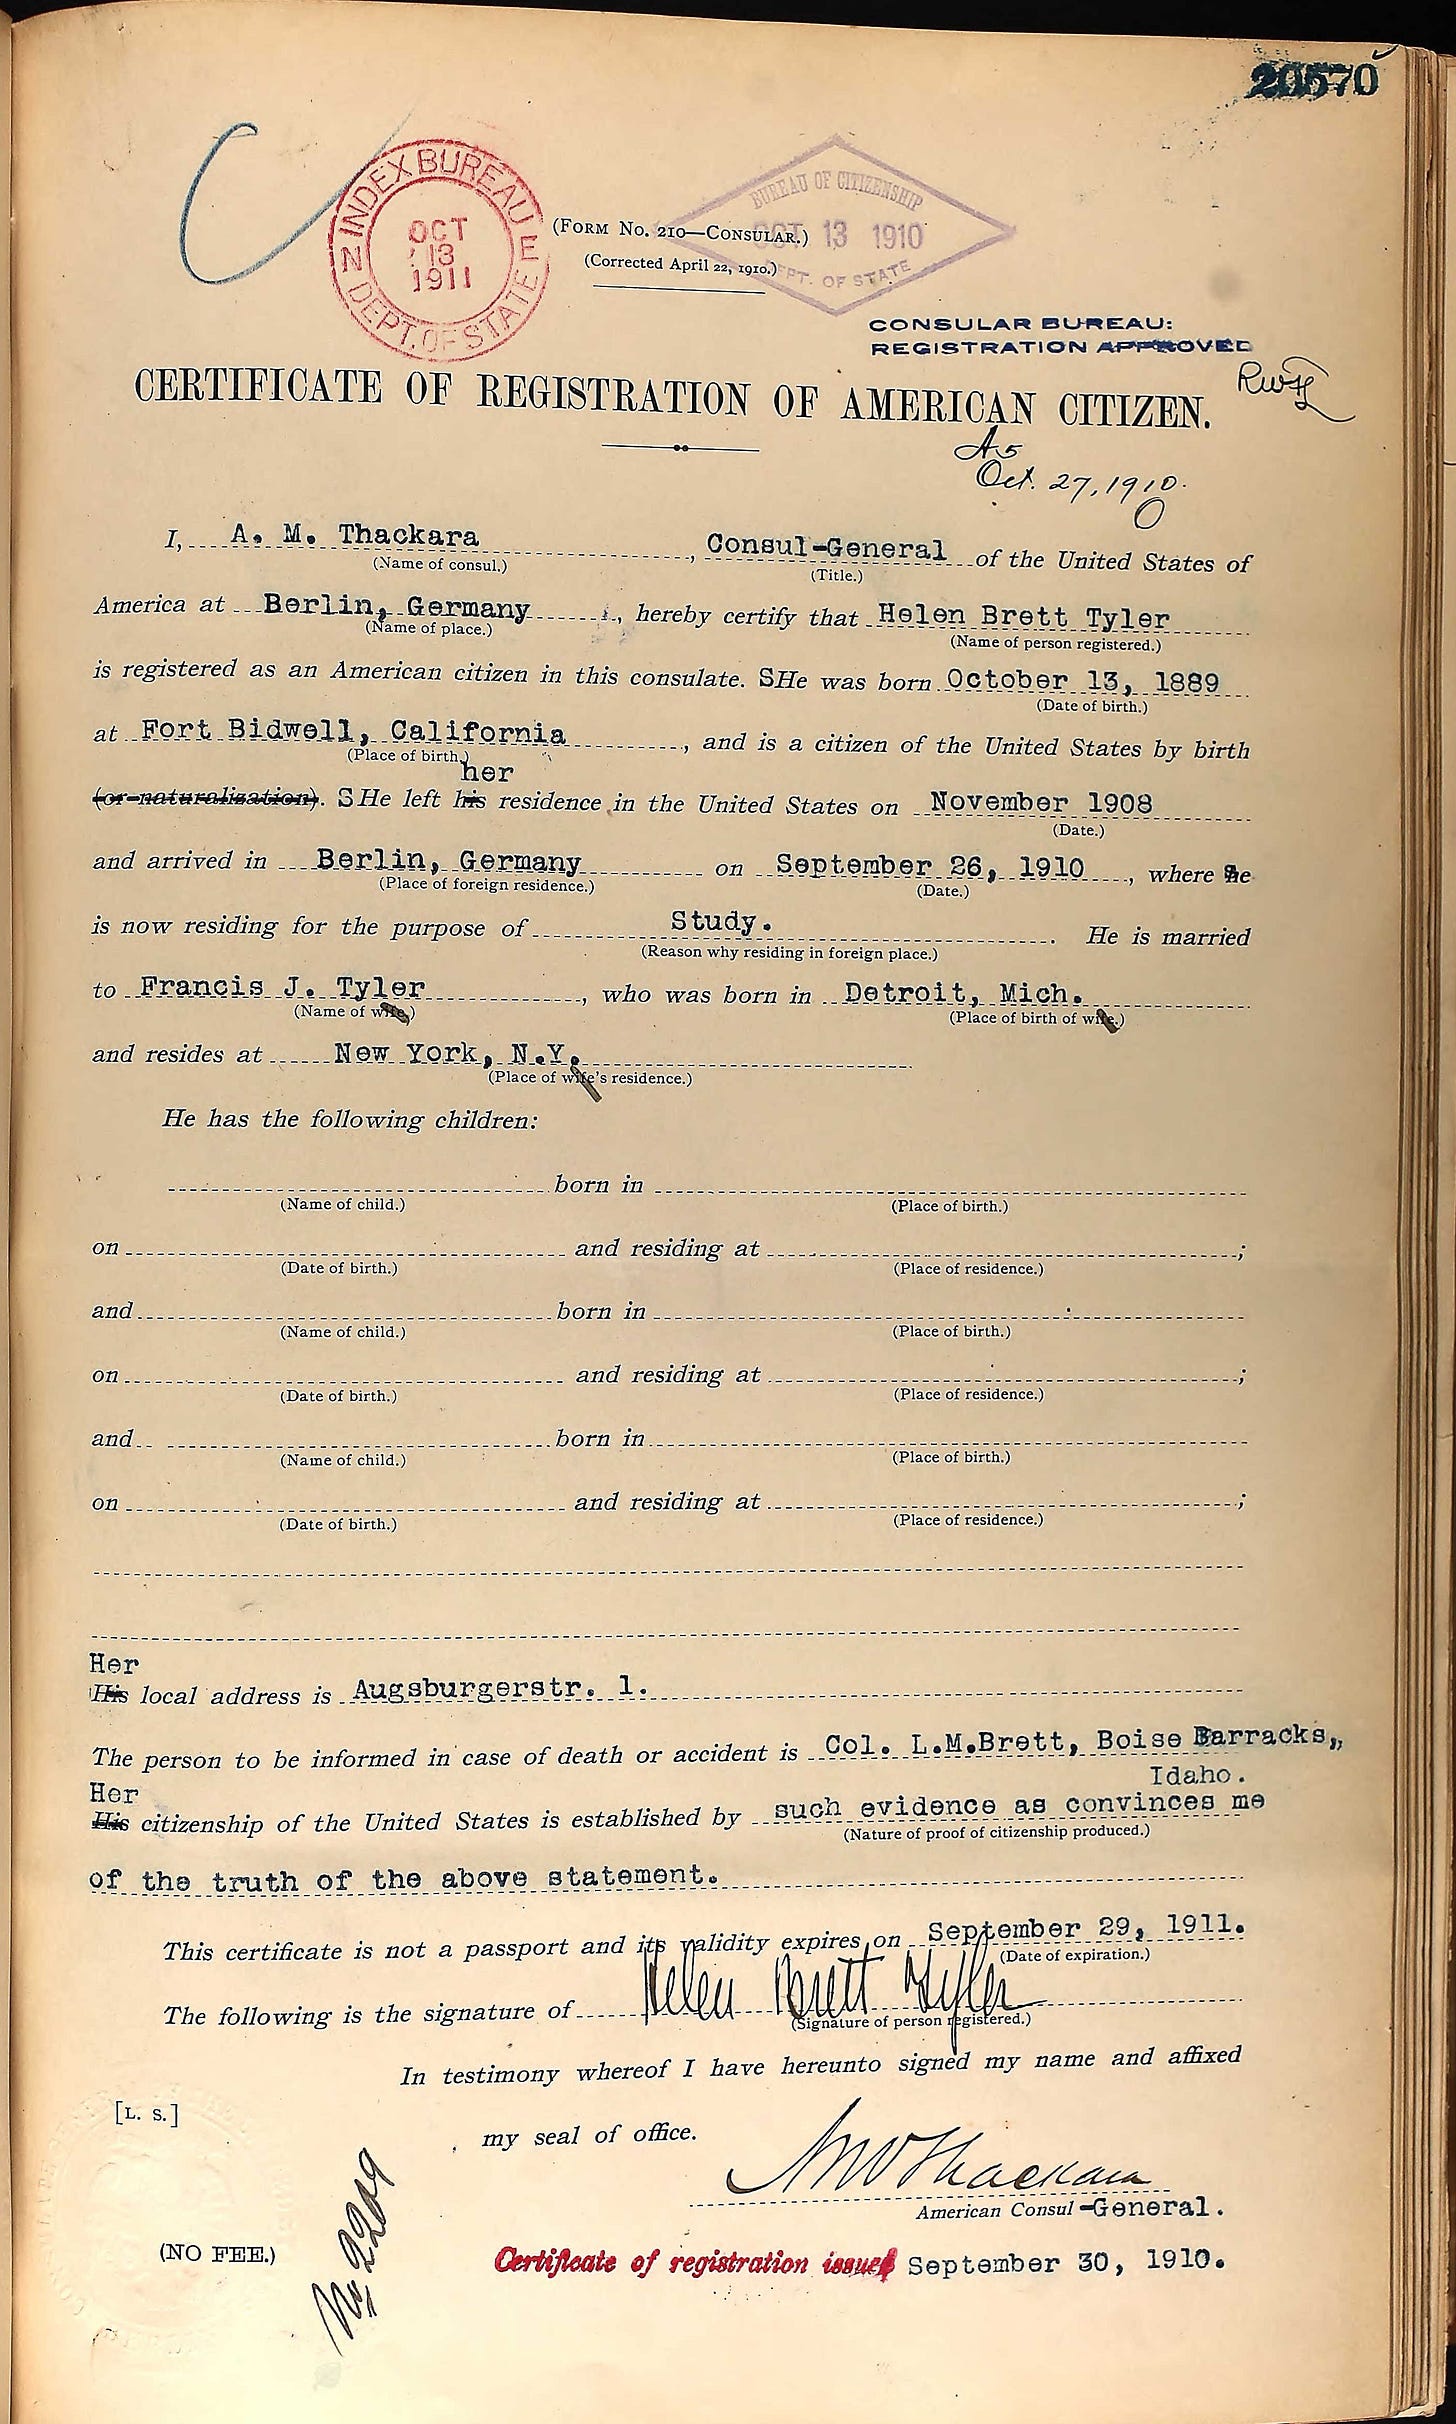 20570
INDEX BUREAU
OCT
13
1911
DEPT. OF STATE
BUREAU OF CITIZENSHIP
OCT 13 1910
DEPT. OF STATE
(FORM NO. 210—CONSULAR.)
(Corrected April 22, 1910.)
CONSULAR BUREAU:
REGISTRATION APPROVED
CERTIFICATE OF REGISTRATION OF AMERICAN CITIZEN.
Oct. 27, 1910.
I, A. M. Thackara, Consul-General of the United States of
(Name of consul.) (Title.)
America at Berlin, Germany, hereby certify that Helen Brett Tyler
(Name of place.) (Name of person registered.)
is registered as an American citizen in this consulate. SHe was born October 13, 1889
(Date of birth.)
at Fort Bidwell, California, and is a citizen of the United States by birth
(Place of birth.)
her
(or naturalization). SHe left his residence in the United States on November 1908
(Date.)
and arrived in Berlin, Germany on September 26, 1910, where she
(Place of foreign residence.) (Date.)
is now residing for the purpose of Study. He is married
(Reason why residing in foreign place.)
to Francis J. Tyler, who was born in Detroit, Mich.
(Name of wife.) (Place of birth of wife.)
and resides at New York, N.Y.
(Place of wife's residence.)
He has the following children:
born in
(Name of child.) (Place of birth.)
on and residing at ;
(Date of birth.) (Place of residence.)
and born in
(Name of child.) (Place of birth.)
on and residing at ;
(Date of birth.) (Place of residence.)
and born in
(Name of child.) (Place of birth.)
on and residing at ;
(Date of birth.) (Place of residence.)
Her
His local address is Augsburgerstr. 1.
The person to be informed in case of death or accident is Col. L.M.Brett, Boise Barracks,,
Idaho.
Her
His citizenship of the United States is established by such evidence as convinces me
(Nature of proof of citizenship produced.)
of the truth of the above statement.
This certificate is not a passport and its validity expires on September 29, 1911.
(Date of expiration.)
The following is the signature of Helen Brett Tyler
(Signature of person registered.)
In testimony whereof I have hereunto signed my name and affixed
[L. S.]
my seal of office.
AM Thackara
American Consul-General.
No 2209
(NO FEE.)
Certificate of registration issued September 30, 1910.